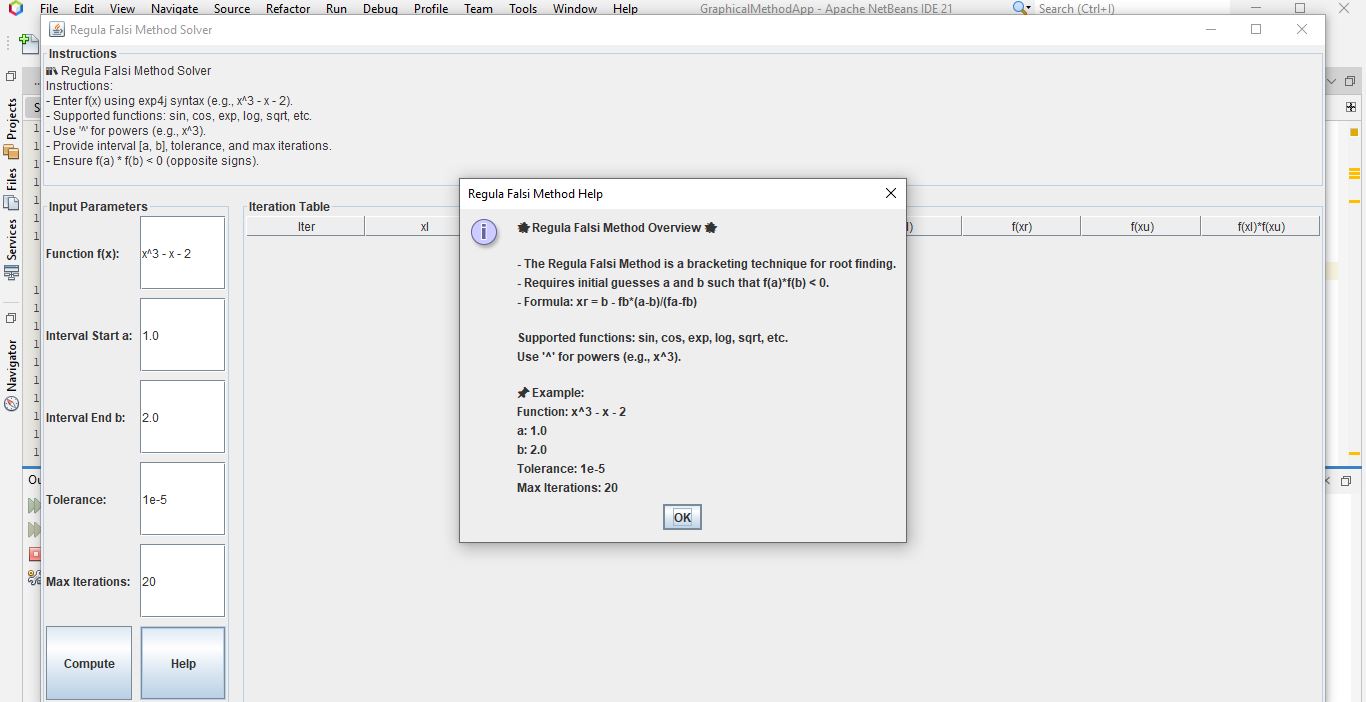 File Edit View Navigate Source Refactor Run Debug Profile Team Tools Window Help
GraphicalMethodApp - Apache NetBeans IDE 21
Search (Ctrl+I)
Regula Falsi Method Solver
Instructions
Regula Falsi Method Solver
Instructions:
- Enter f(x) using exp4j syntax (e.g., x^3 - x - 2).
- Supported functions: sin, cos, exp, log, sqrt, etc.
- Use '^' for powers (e.g., x^3).
- Provide interval [a, b], tolerance, and max iterations.
- Ensure f(a) * f(b) < 0 (opposite signs).
Projects
Files
Services
Navigator
Input Parameters
Function f(x): x^3 - x - 2
Interval Start a: 1.0
Interval End b: 2.0
Tolerance: 1e-5
Max Iterations: 20
Compute Help
Iteration Table
Iter xl f(xr) f(xu) f(xl)*f(xu)
Regula Falsi Method Help
Regula Falsi Method Overview
- The Regula Falsi Method is a bracketing technique for root finding.
- Requires initial guesses a and b such that f(a)*f(b) < 0.
- Formula: xr = b - fb*(a-b)/(fa-fb)
Supported functions: sin, cos, exp, log, sqrt, etc.
Use '^' for powers (e.g., x^3).
Example:
Function: x^3 - x - 2
a: 1.0
b: 2.0
Tolerance: 1e-5
Max Iterations: 20
OK